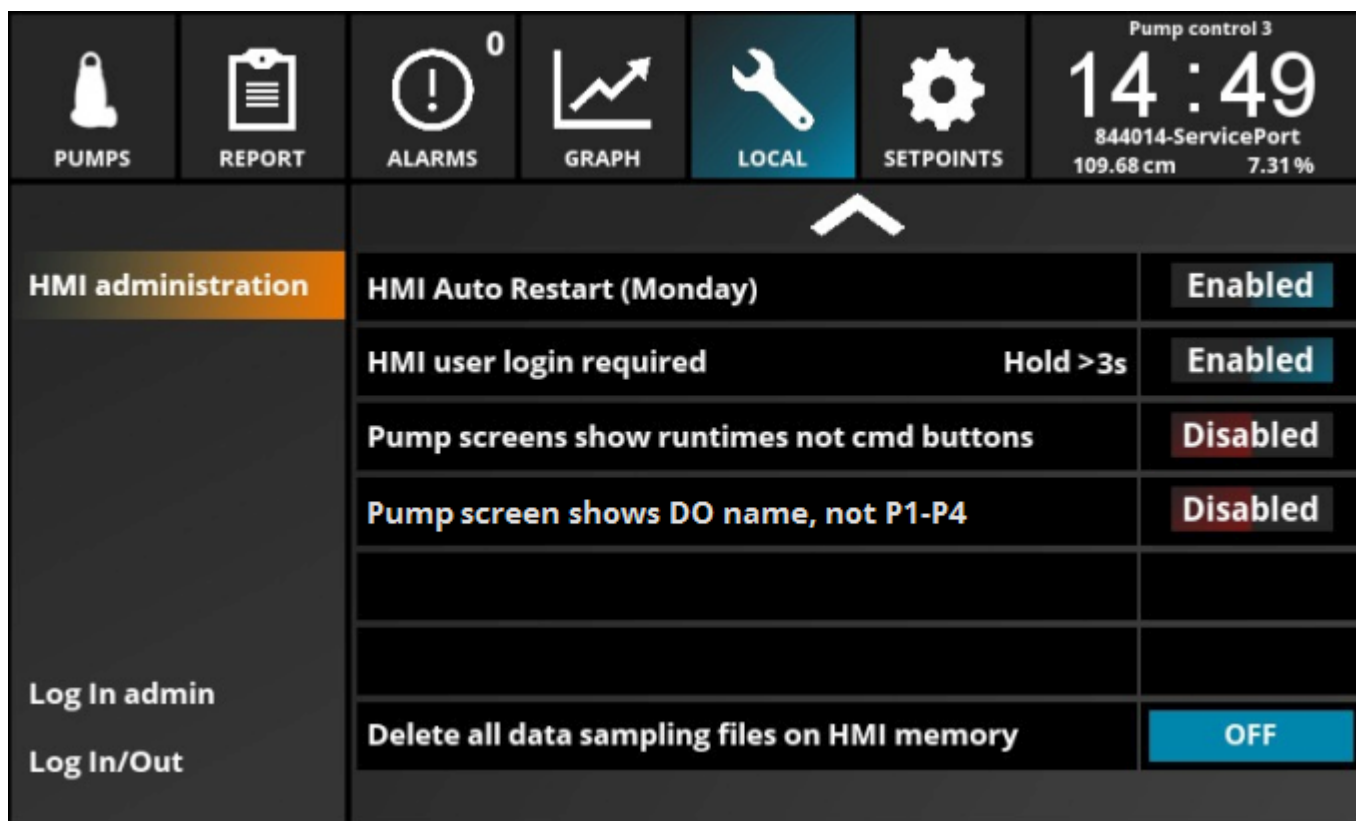 PUMPS
REPORT
0
ALARMS
GRAPH
LOCAL
SETPOINTS
Pump control 3
14 : 49
844014-ServicePort
109.68 cm 7.31 %
HMI administration
Log In admin
Log In/Out
HMI Auto Restart (Monday) Enabled
HMI user login required Hold >3s Enabled
Pump screens show runtimes not cmd buttons Disabled
Pump screen shows DO name, not P1-P4 Disabled
Delete all data sampling files on HMI memory OFF